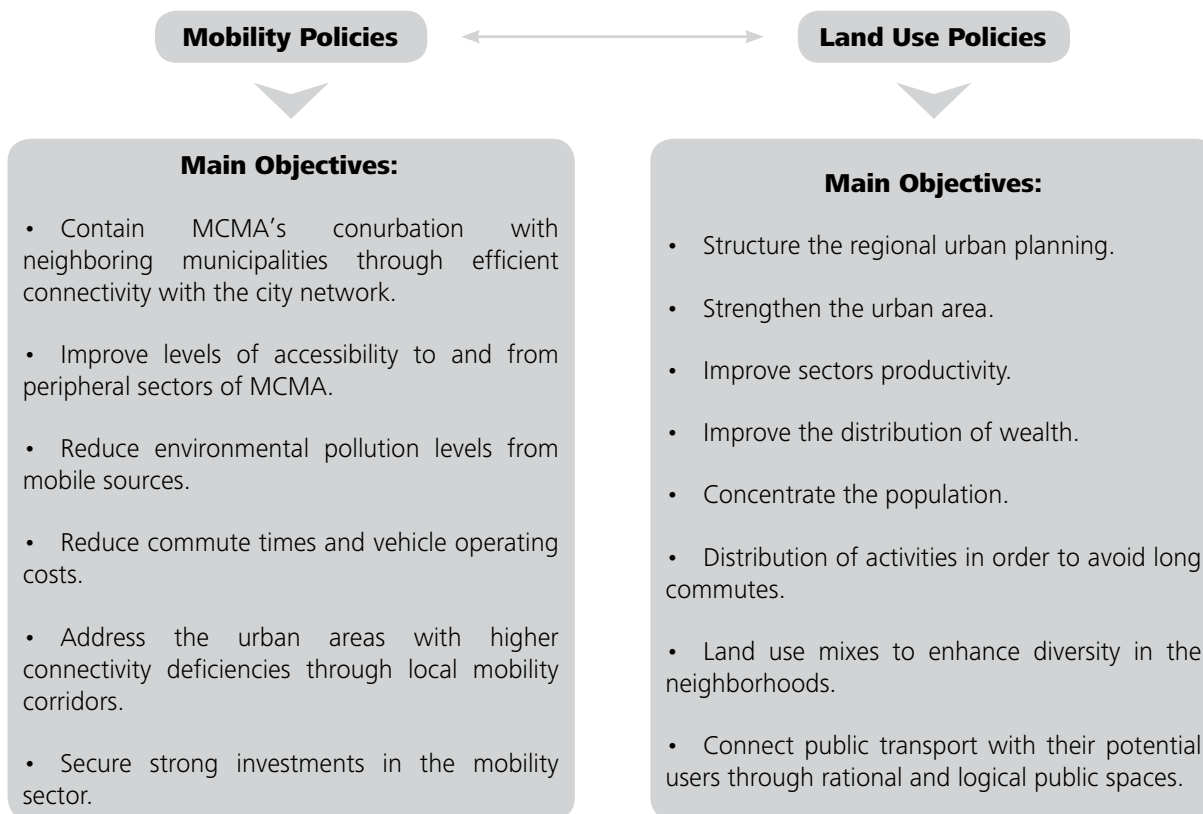 Mobility Policies
Land Use Policies
Main Objectives:
• Contain MCMA's conurbation with
neighboring municipalities through efficient
connectivity with the city network.
• Improve levels of accessibility to and from
peripheral sectors of MCMA.
• Reduce environmental pollution levels from
mobile sources.
• Reduce commute times and vehicle operating
costs.
• Address the urban areas with higher
connectivity deficiencies through local mobility
corridors.
• Secure strong investments in the mobility
sector.
Main Objectives:
• Structure the regional urban planning.
• Strengthen the urban area.
• Improve sectors productivity.
• Improve the distribution of wealth.
• Concentrate the population.
• Distribution of activities in order to avoid long
commutes.
• Land use mixes to enhance diversity in the
neighborhoods.
• Connect public transport with their potential
users through rational and logical public spaces.